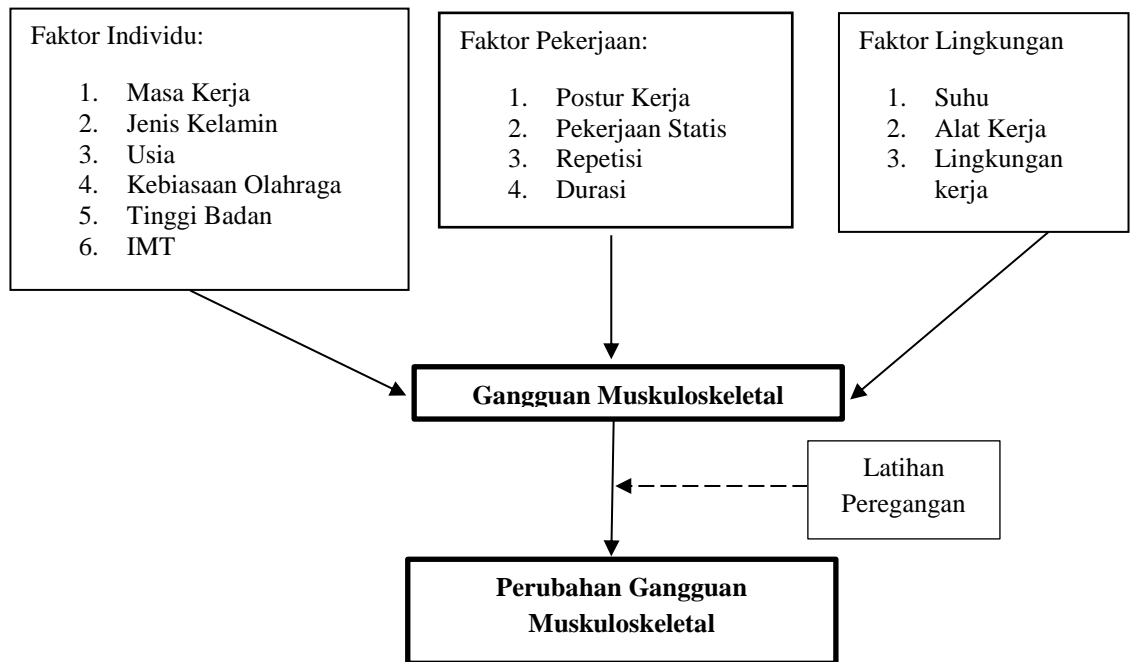 Faktor Individu:
1. Masa Kerja
2. Jenis Kelamin
3. Usia
4. Kebiasaan Olahraga
5. Tinggi Badan
6. IMT
Faktor Pekerjaan:
1. Postur Kerja
2. Pekerjaan Statis
3. Repetisi
4. Durasi
Faktor Lingkungan
1. Suhu
2. Alat Kerja
3. Lingkungan
kerja
Gangguan Muskuloskeletal
Latihan
Peregangan
Perubahan Gangguan
Muskuloskeletal